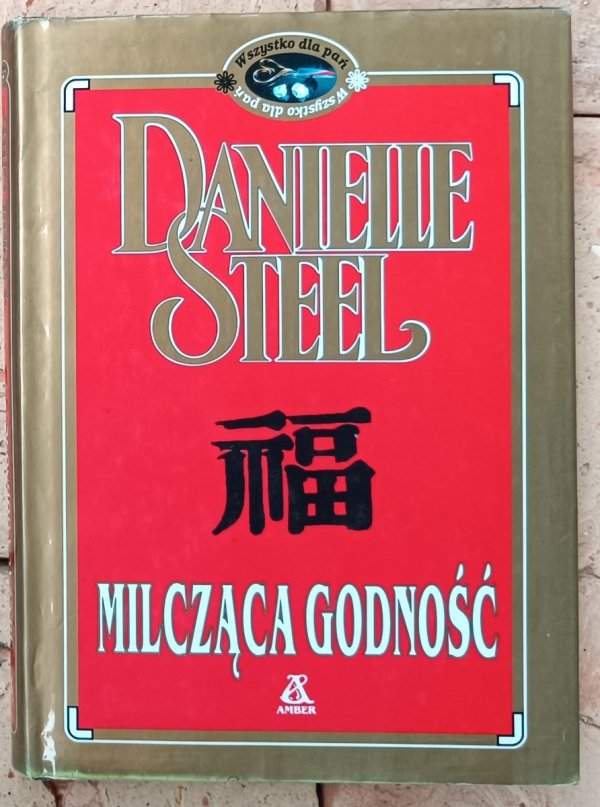 Wszystko dla pań
Wszystko dla pań
DANIELLE
STEEL
福
MILCZĄCA GODNOŚĆ
A
AMBER